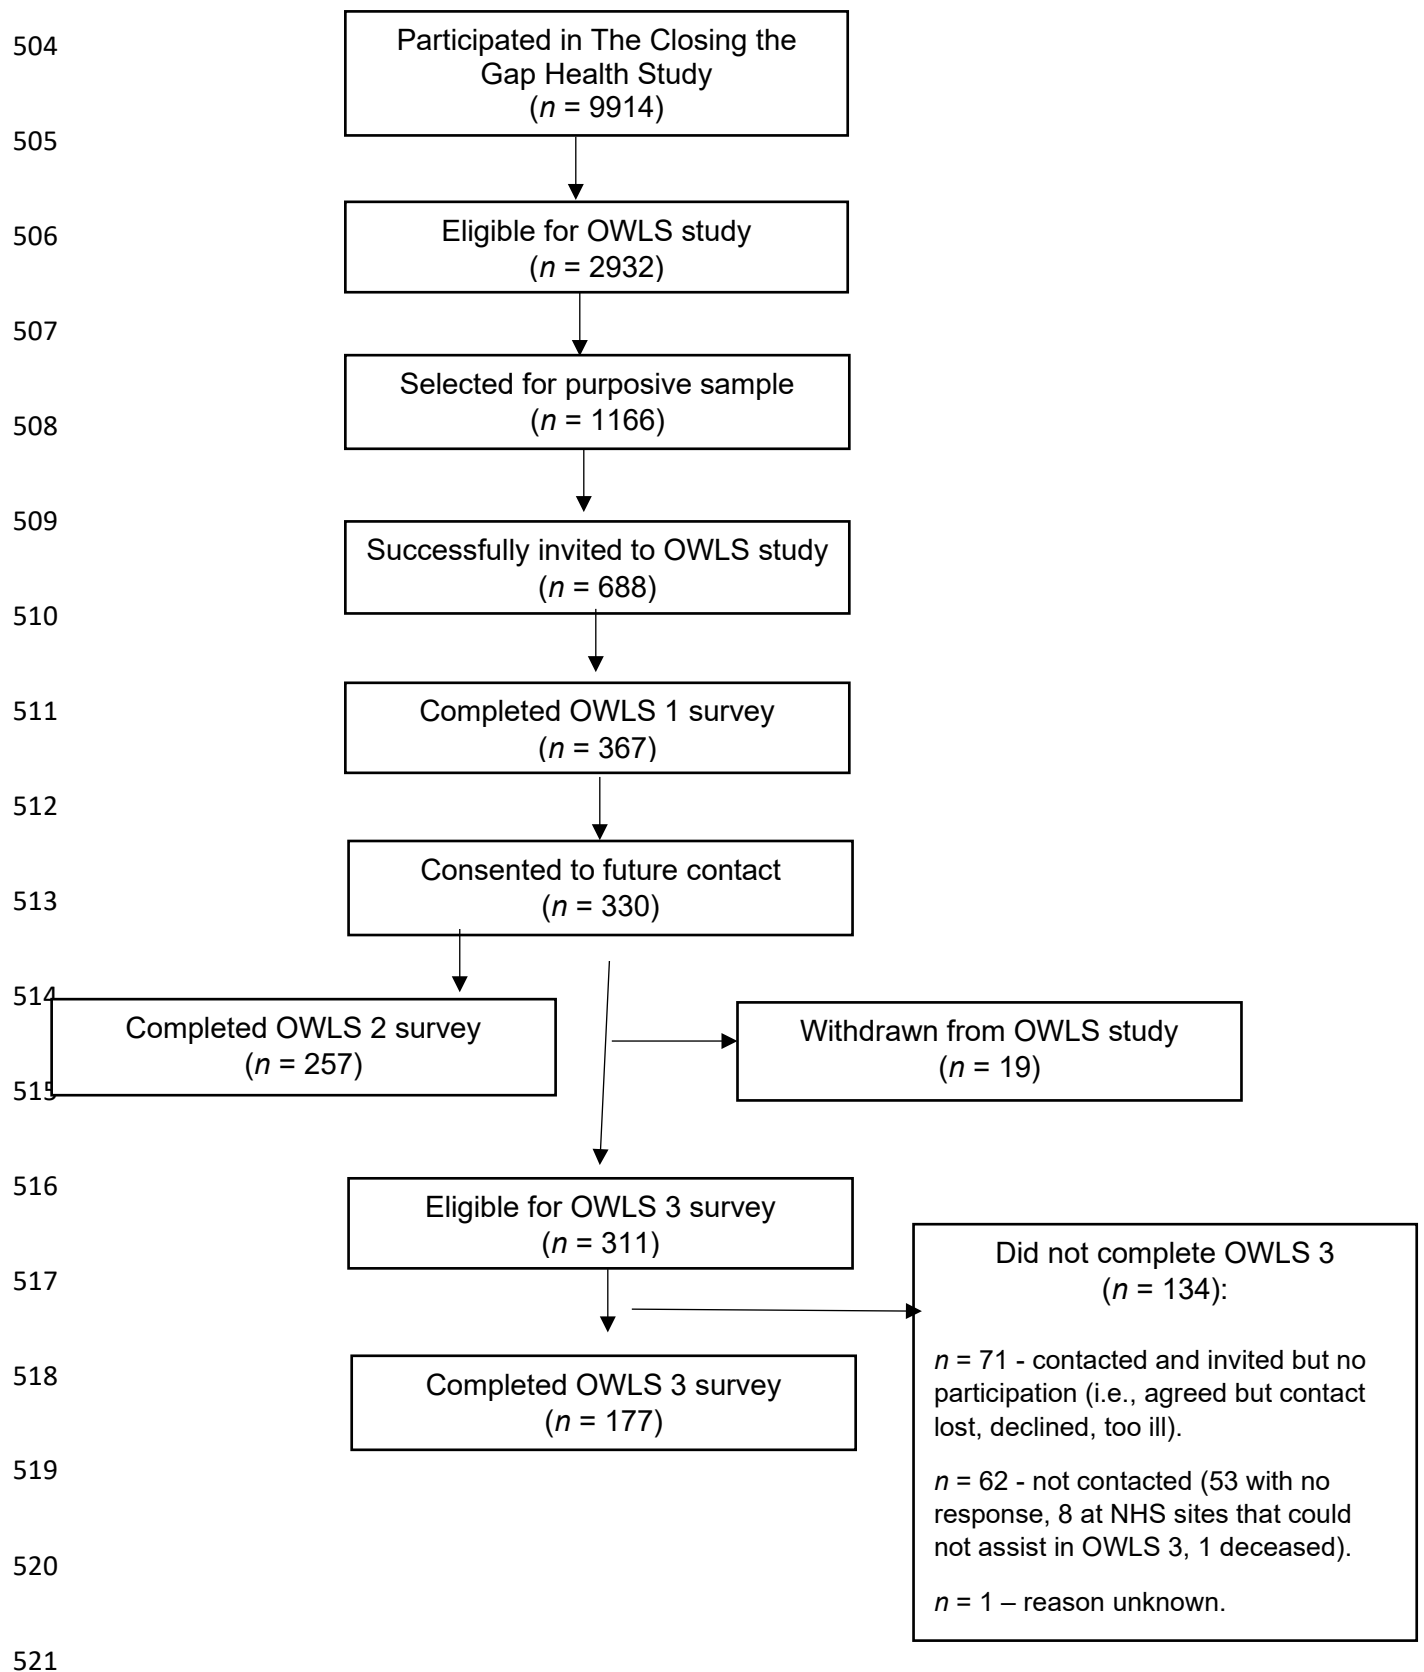 504
Participated in The Closing the
Gap Health Study
(n = 9914)
505
506
Eligible for OWLS study
(n = 2932)
507
Selected for purposive sample
(n = 1166)
508
509
Successfully invited to OWLS study
(n = 688)
510
511
Completed OWLS 1 survey
(n = 367)
512
Consented to future contact
(n = 330)
513
514
Completed OWLS 2 survey
(n = 257)
Withdrawn from OWLS study
(n = 19)
515
516
Eligible for OWLS 3 survey
(n = 311)
517
Did not complete OWLS 3
(n = 134):
n = 71 - contacted and invited but no
participation (i.e., agreed but contact
lost, declined, too ill).
n = 62 - not contacted (53 with no
response, 8 at NHS sites that could
not assist in OWLS 3, 1 deceased).
n = 1 – reason unknown.
518
Completed OWLS 3 survey
(n = 177)
519
520
521